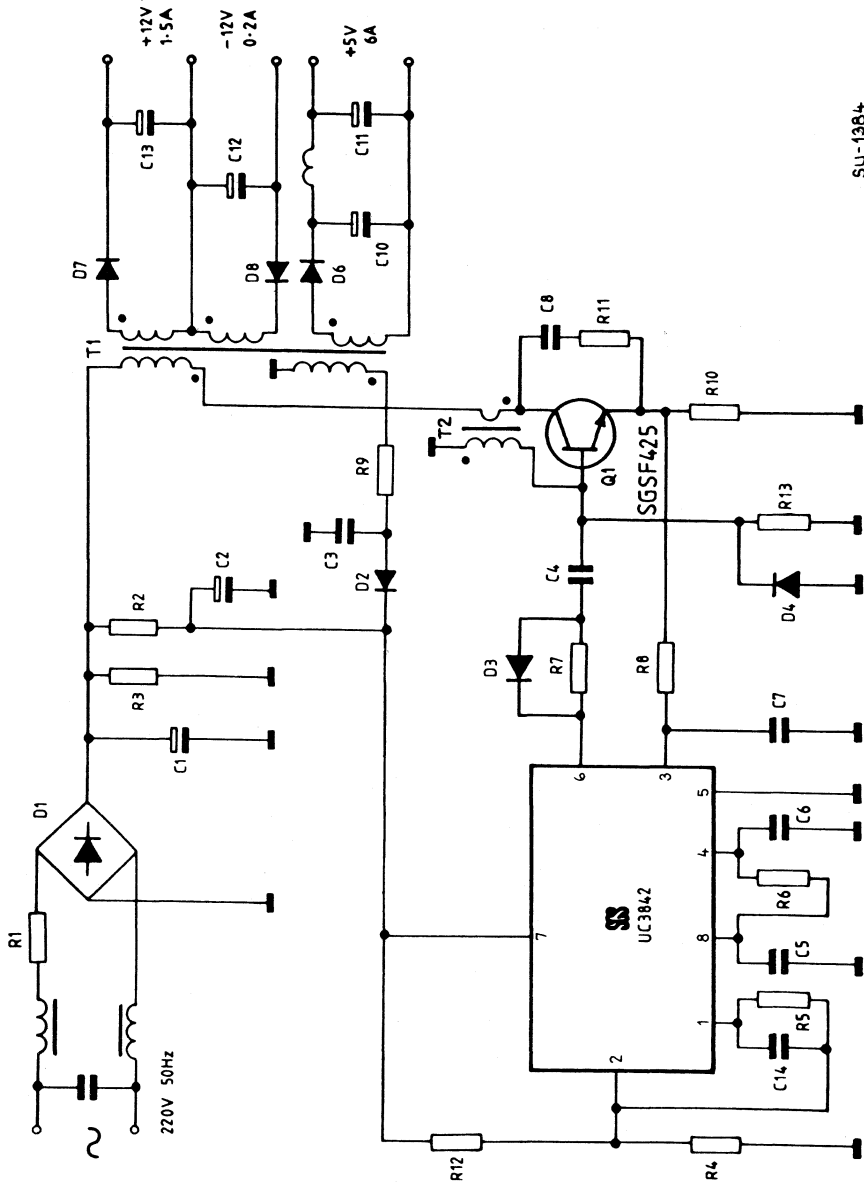 +12V
1·5A
-12V
0·2A
+5V
6A
C13
C12
C11
C10
D7
D8
D6
T1
C8
R11
T2
R10
Q1
SGSF425
R9
C3
D2
C2
R2
R3
C1
D1
R1
220V 50Hz
C4
R13
D4
D3
R7
R8
C7
6
3
5
7
SGS
UC3842
4
C6
R6
8
C5
1
R5
C14
2
R12
R4
SU-1384